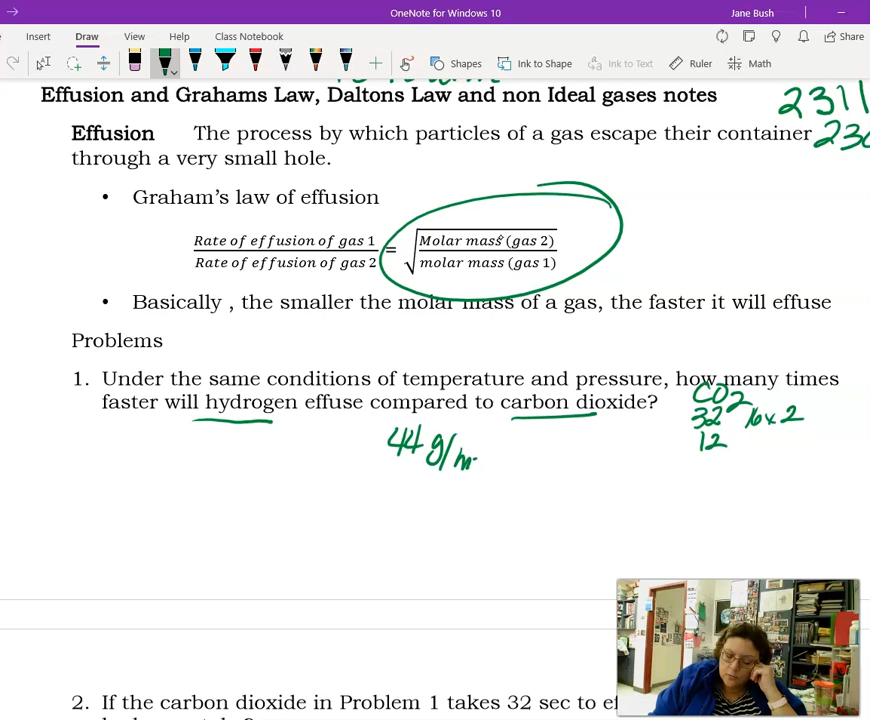 OneNote for Windows 10
Jane Bush
Insert Draw View Help Class Notebook Share
Shapes Ink to Shape Ink to Text Ruler Math
Effusion and Grahams Law, Daltons Law and non Ideal gases notes
2311
Effusion The process by which particles of a gas escape their container
230
through a very small hole.
• Graham's law of effusion
Rate of effusion of gas 1
Rate of effusion of gas 2
=
√
Molar mass (gas 2)
molar mass (gas 1)
• Basically , the smaller the molar mass of a gas, the faster it will effuse
Problems
1. Under the same conditions of temperature and pressure, how many times
faster will hydrogen effuse compared to carbon dioxide?
CO2
32 16 x 2
12
44 g/m
2. If the carbon dioxide in Problem 1 takes 32 sec to